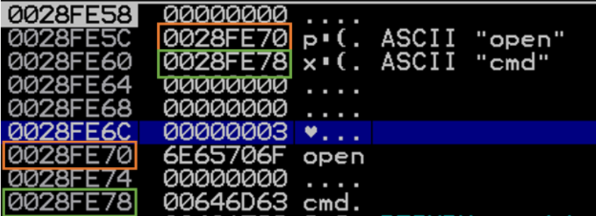 0028FE58 00000000 ....
0028FE5C 0028FE70 p▪(. ASCII "open"
0028FE60 0028FE78 x▪(. ASCII "cmd"
0028FE64 00000000 ....
0028FE68 00000000 ....
0028FE6C 00000003 ♥...
0028FE70 6E65706F open
0028FE74 00000000 ....
0028FE78 00646D63 cmd.